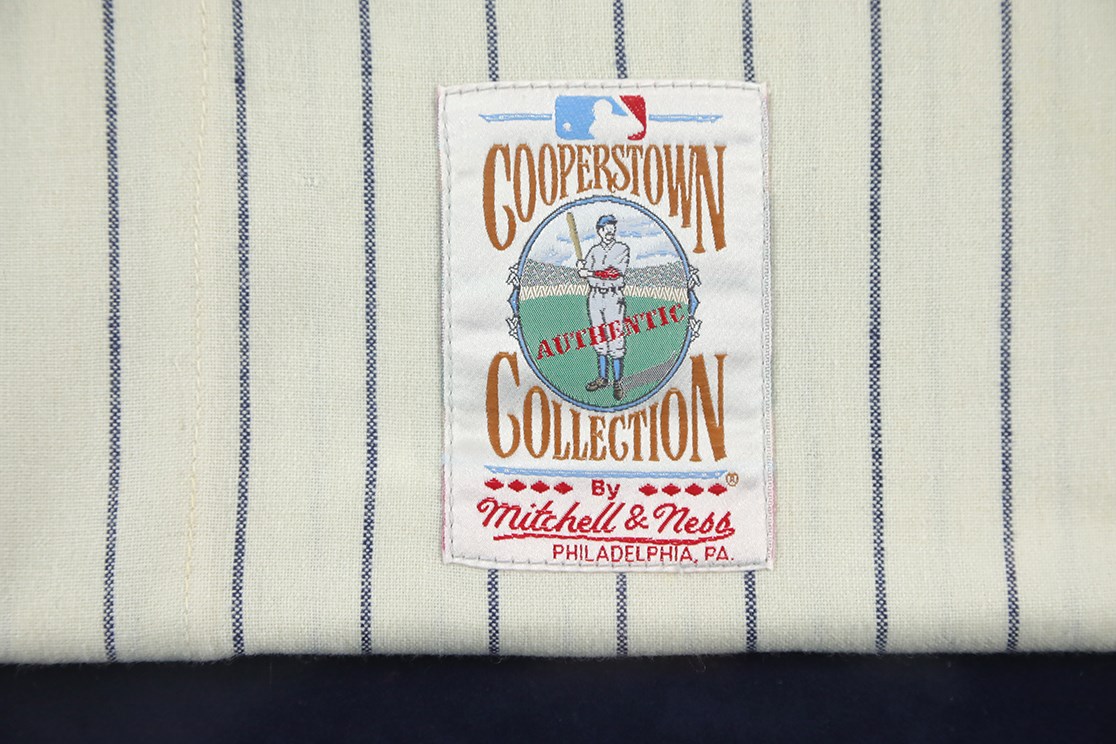 COOPERSTOWN
AUTHENTIC
COLLECTION
®
By
Mitchell & Ness
PHILADELPHIA, PA.